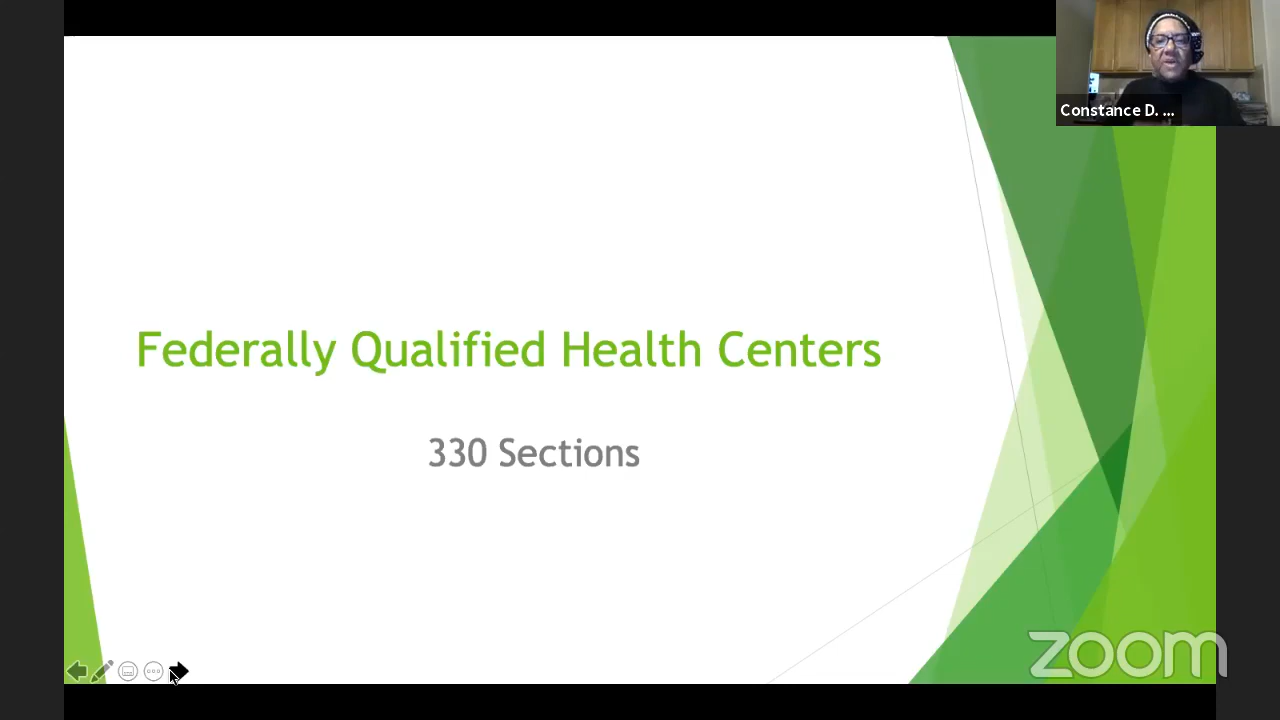 Constance D. ...
Federally Qualified Health Centers
330 Sections
zoom